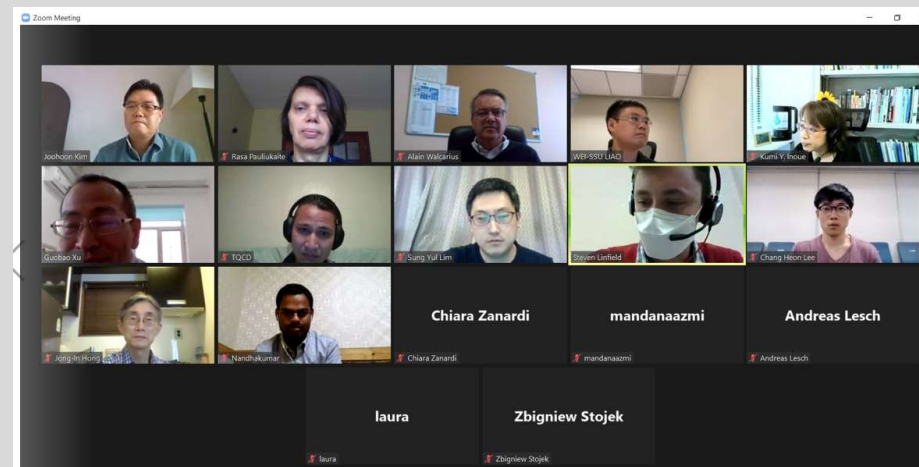 Zoom Meeting
Joohoon Kim
Rasa Pauliukaite
Alain Walcarius
WEI-SSU LIAO
Kumi Y. Inoue
Guobao Xu
TQCD
Sung Yul Lim
Steven Linfield
Chang Heon Lee
Jong-In Hong
Nandhakumar
Chiara Zanardi
Chiara Zanardi
mandanaazmi
mandanaazmi
Andreas Lesch
Andreas Lesch
laura
laura
Zbigniew Stojek
Zbigniew Stojek